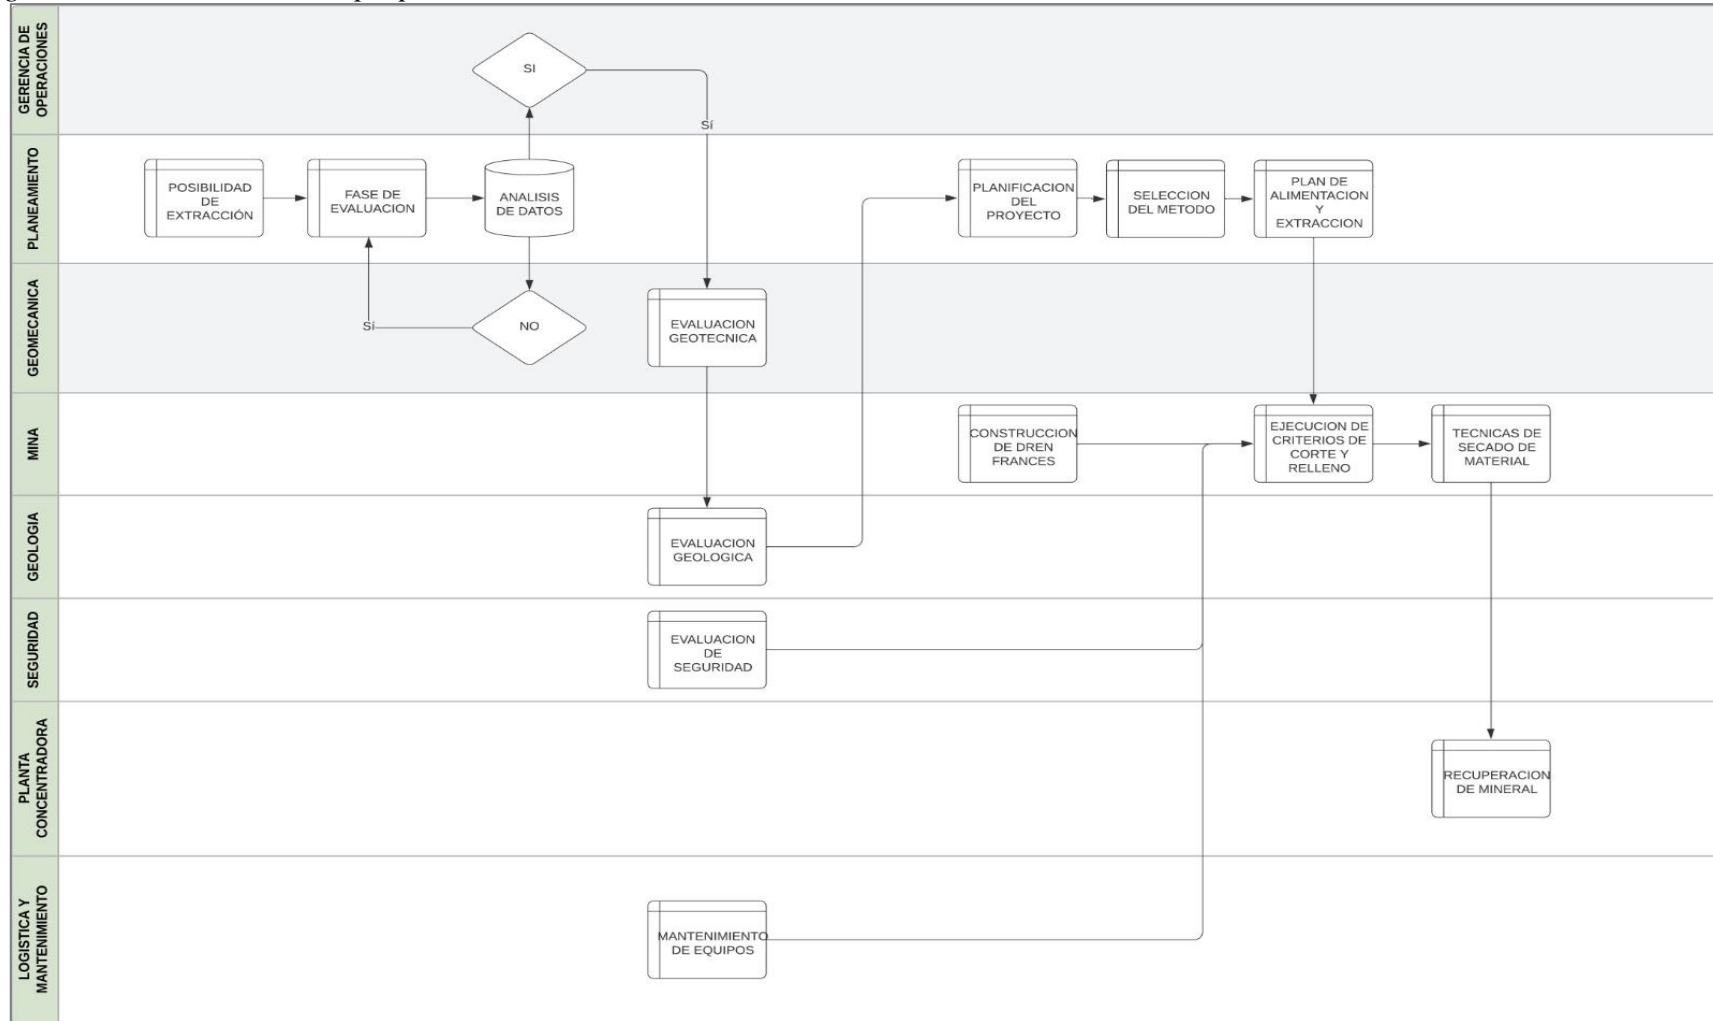 GERENCIA DE
OPERACIONES
SI
Sí
PLANEAMIENTO
POSIBILIDAD
DE
EXTRACCIÓN
FASE DE
EVALUACION
ANALISIS
DE DATOS
PLANIFICACION
DEL
PROYECTO
SELECCION
DEL METODO
PLAN DE
ALIMENTACION
Y
EXTRACCION
GEOMECANICA
Sí
NO
EVALUACION
GEOTECNICA
MINA
CONSTRUCCION
DE DREN
FRANCES
EJECUCION DE
CRITERIOS DE
CORTE Y
RELLENO
TECNICAS DE
SECADO DE
MATERIAL
GEOLOGIA
EVALUACION
GEOLOGICA
SEGURIDAD
EVALUACION
DE
SEGURIDAD
PLANTA
CONCENTRADORA
RECUPERACION
DE MINERAL
LOGISTICA Y
MANTENIMIENTO
MANTENIMIENTO
DE EQUIPOS